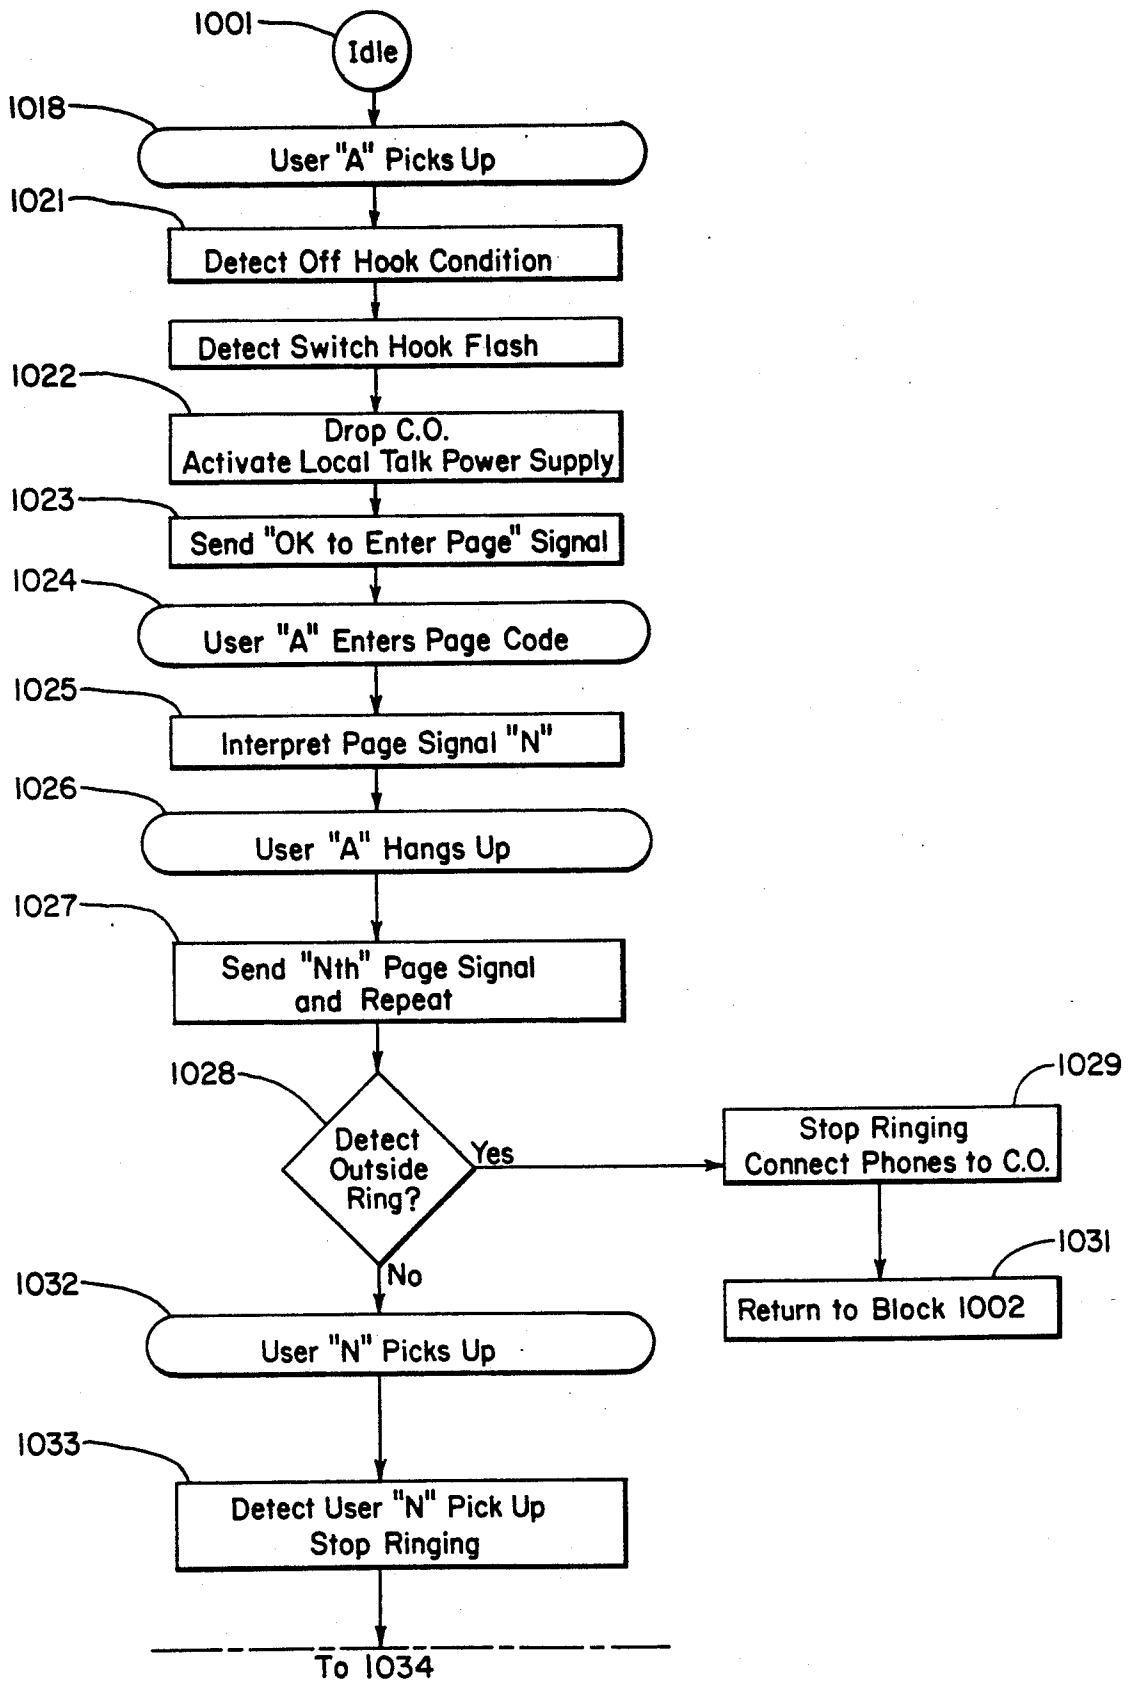 1001
Idle
1018
User "A" Picks Up
1021
Detect Off Hook Condition
Detect Switch Hook Flash
1022
Drop C.O.
Activate Local Talk Power Supply
1023
Send "OK to Enter Page" Signal
1024
User "A" Enters Page Code
1025
Interpret Page Signal "N"
1026
User "A" Hangs Up
1027
Send "Nth" Page Signal
and Repeat
1028
Detect
Outside
Ring?
Yes
1029
Stop Ringing
Connect Phones to C.O.
1031
Return to Block 1002
No
1032
User "N" Picks Up
1033
Detect User "N" Pick Up
Stop Ringing
To 1034